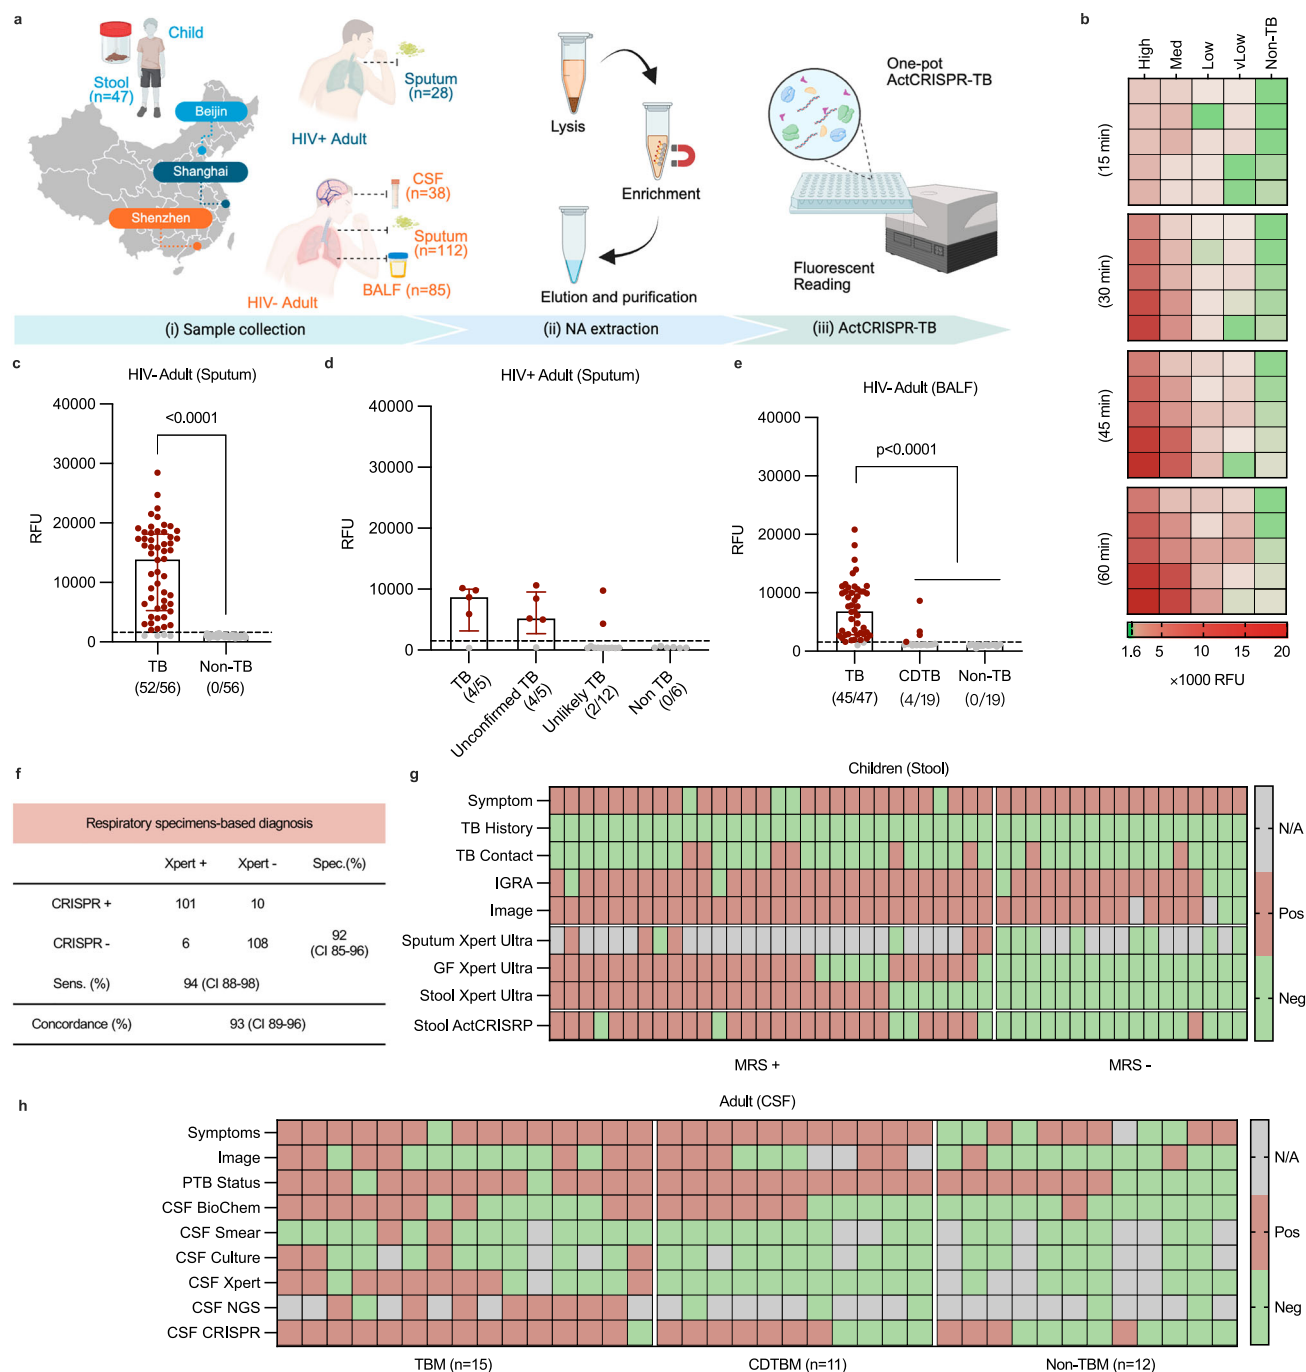 a
Child
Stool
(n=47)
Beijin
Shanghai
Shenzhen
Sputum
(n=28)
HIV+ Adult
CSF
(n=38)
Sputum
(n=112)
BALF (n=85)
HIV- Adult
Lysis
Enrichment
Elution and purification
One-pot
ActCRISPR-TB
Fluorescent
Reading
(i) Sample collection
(ii) NA extraction
(iii) ActCRISPR-TB
b
High
Med
Low
vLow
Non-TB
(15 min)
(30 min)
(45 min)
(60 min)
1.6 5 10 15 20
×1000 RFU
c
HIV- Adult (Sputum)
<0.0001
RFU
40000
30000
20000
10000
0
TB
(52/56)
Non-TB
(0/56)
d
HIV+ Adult (Sputum)
RFU
40000
30000
20000
10000
0
TB
(4/5)
Unconfirmed TB
(4/5)
Unlikely TB
(2/12)
Non TB
(0/6)
e
HIV- Adult (BALF)
p<0.0001
RFU
40000
30000
20000
10000
0
TB
(45/47)
CDTB
(4/19)
Non-TB
(0/19)
f
Respiratory specimens-based diagnosis
Xpert + Xpert - Spec.(%)
CRISPR + 101 10
CRISPR - 6 108
92
(CI 85-96)
Sens. (%) 94 (CI 88-98)
Concordance (%) 93 (CI 89-96)
g
Children (Stool)
Symptom
TB History
TB Contact
IGRA
Image
Sputum Xpert Ultra
GF Xpert Ultra
Stool Xpert Ultra
Stool ActCRISRP
MRS +
MRS -
N/A
Pos
Neg
h
Adult (CSF)
Symptoms
Image
PTB Status
CSF BioChem
CSF Smear
CSF Culture
CSF Xpert
CSF NGS
CSF CRISPR
TBM (n=15)
CDTBM (n=11)
Non-TBM (n=12)
N/A
Pos
Neg